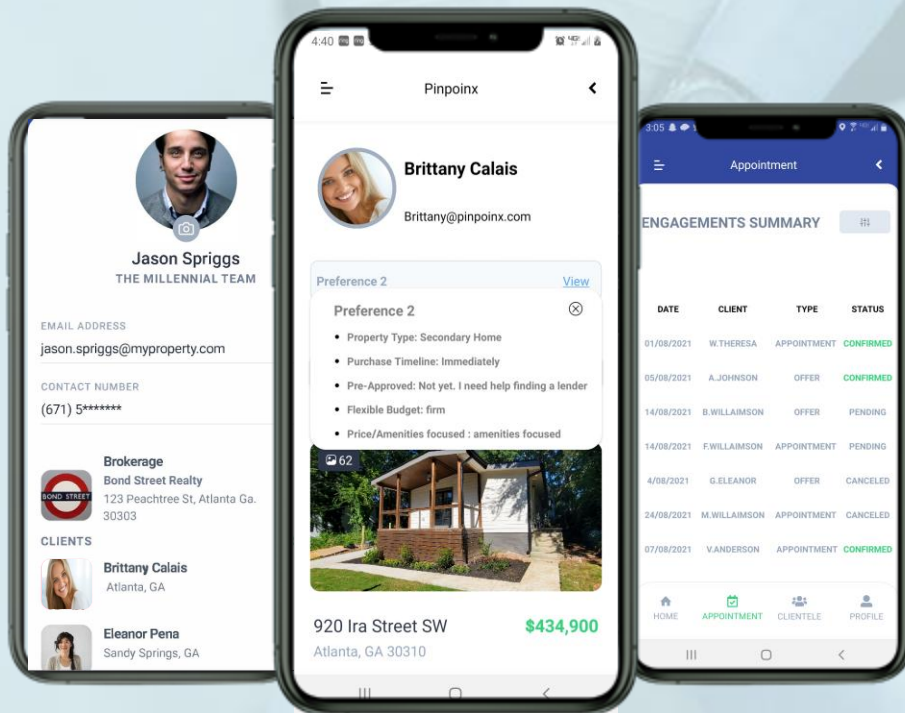 Jason Spriggs
THE MILLENNIAL TEAM
EMAIL ADDRESS
jason.spriggs@myproperty.com
CONTACT NUMBER
(671) 5*******
BOND STREET
Brokerage
Bond Street Realty
123 Peachtree St, Atlanta Ga.
30303
CLIENTS
Brittany Calais
Atlanta, GA
Eleanor Pena
Sandy Springs, GA
4:40
Pinpoinx
Brittany Calais
Brittany@pinpoinx.com
Preference 2 View
Preference 2
• Property Type: Secondary Home
• Purchase Timeline: Immediately
• Pre-Approved: Not yet. I need help finding a lender
• Flexible Budget: firm
• Price/Amenities focused : amenities focused
62
920 Ira Street SW $434,900
Atlanta, GA 30310
3:05
Appointment
ENGAGEMENTS SUMMARY
DATE CLIENT TYPE STATUS
01/08/2021 W.THERESA APPOINTMENT CONFIRMED
05/08/2021 A.JOHNSON OFFER CONFIRMED
14/08/2021 B.WILLAIMSON OFFER PENDING
14/08/2021 F.WILLAIMSON APPOINTMENT PENDING
4/08/2021 G.ELEANOR OFFER CANCELED
24/08/2021 M.WILLAIMSON APPOINTMENT CANCELED
07/08/2021 V.ANDERSON APPOINTMENT CONFIRMED
HOME APPOINTMENT CLIENTELE PROFILE